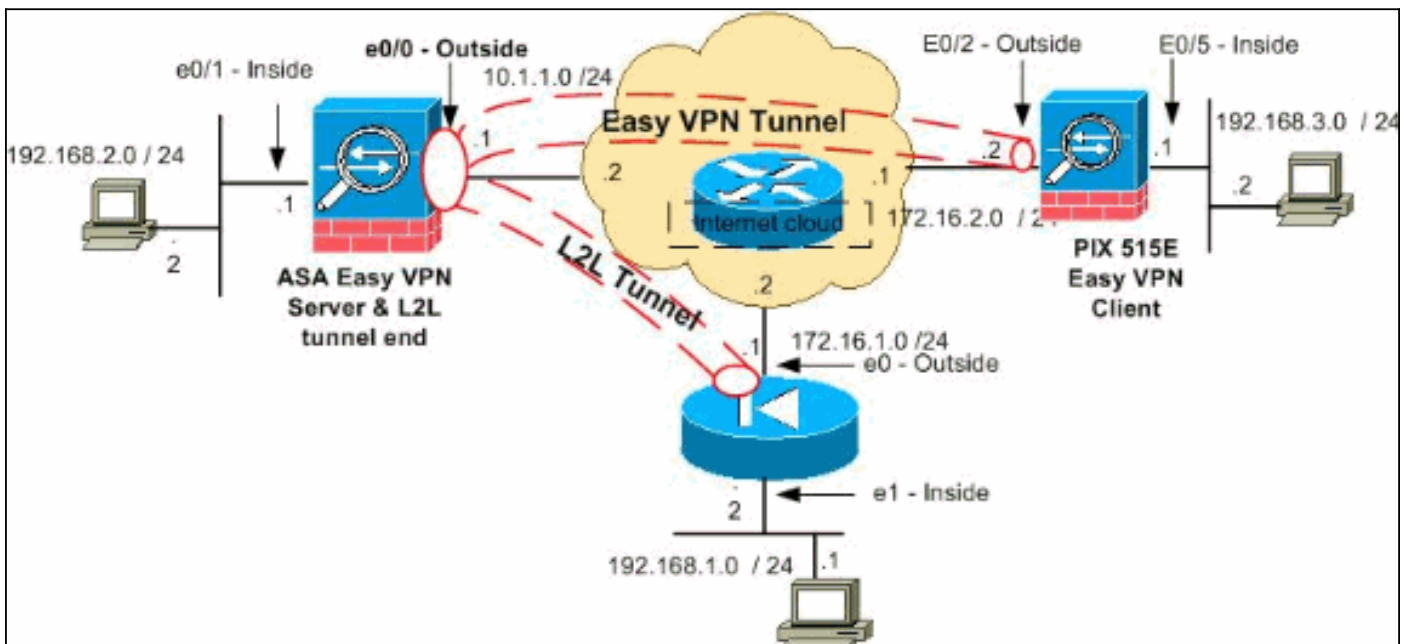 e0/0 - Outside
e0/1 - Inside
10.1.1.0 /24
E0/2 - Outside
E0/5 - Inside
Easy VPN Tunnel
192.168.2.0 / 24
192.168.3.0 / 24
.1
.2
.1
.2
.1
.1
.2
2
Internet cloud
172.16.2.0 / 24
ASA Easy VPN
Server & L2L
tunnel end
L2L Tunnel
PIX 515E
Easy VPN
Client
.2
.1
172.16.1.0 /24
e0 - Outside
e1 - Inside
2
192.168.1.0 / 24
.1